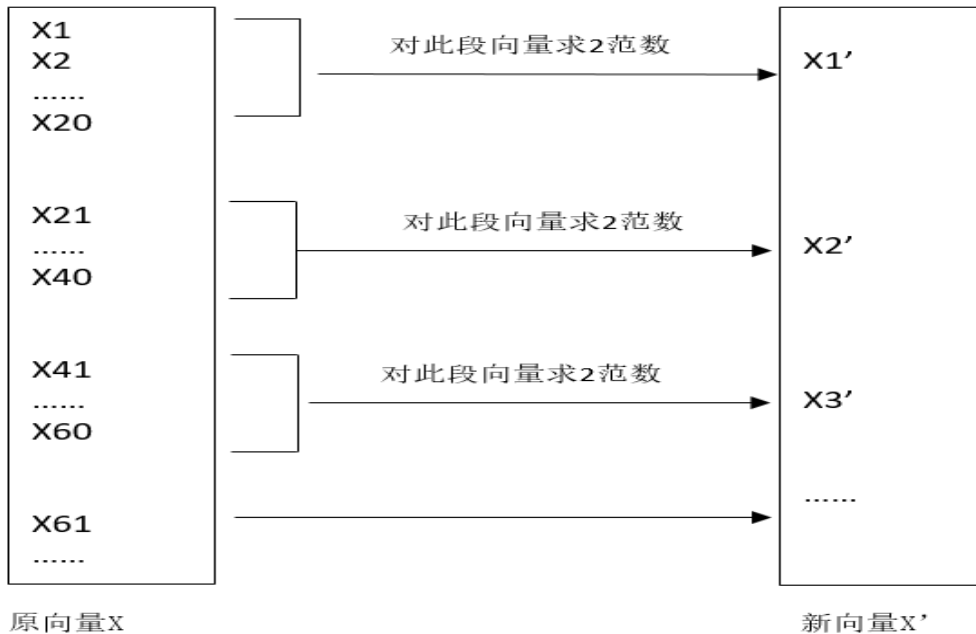 X1
X2
……
X20
对此段向量求2范数
X1’
X21
……
X40
对此段向量求2范数
X2’
X41
……
X60
对此段向量求2范数
X3’
X61
……
……
原向量X
新向量X’